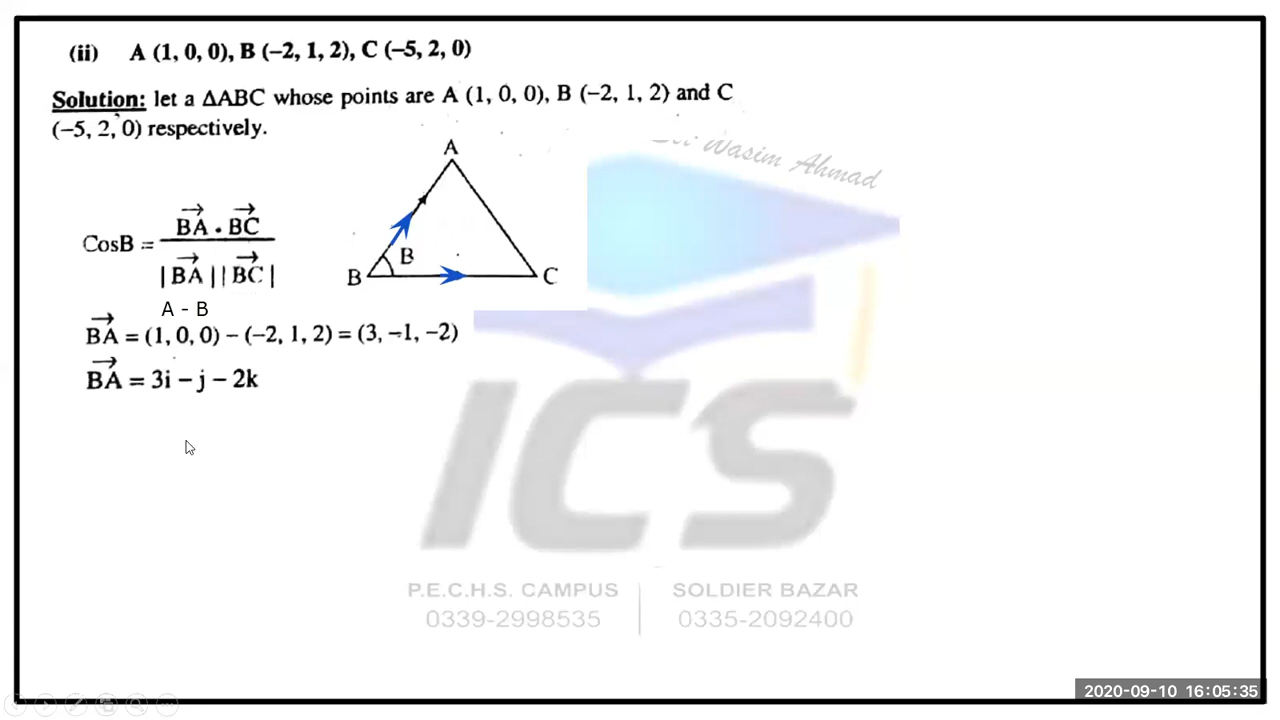 (ii) A (1, 0, 0), B (−2, 1, 2), C (−5, 2, 0)
Solution: let a ΔABC whose points are A (1, 0, 0), B (−2, 1, 2) and C
(−5, 2, 0) respectively.
Wasim Ahmad
A
B
B
C
CosB = BA . BC
|BA| |BC|
A - B
BA = (1, 0, 0) − (−2, 1, 2) = (3, −1, −2)
BA = 3i − j − 2k
ICS
P.E.C.H.S. CAMPUS
0339-2998535
SOLDIER BAZAR
0335-2092400
2020-09-10 16:05:35